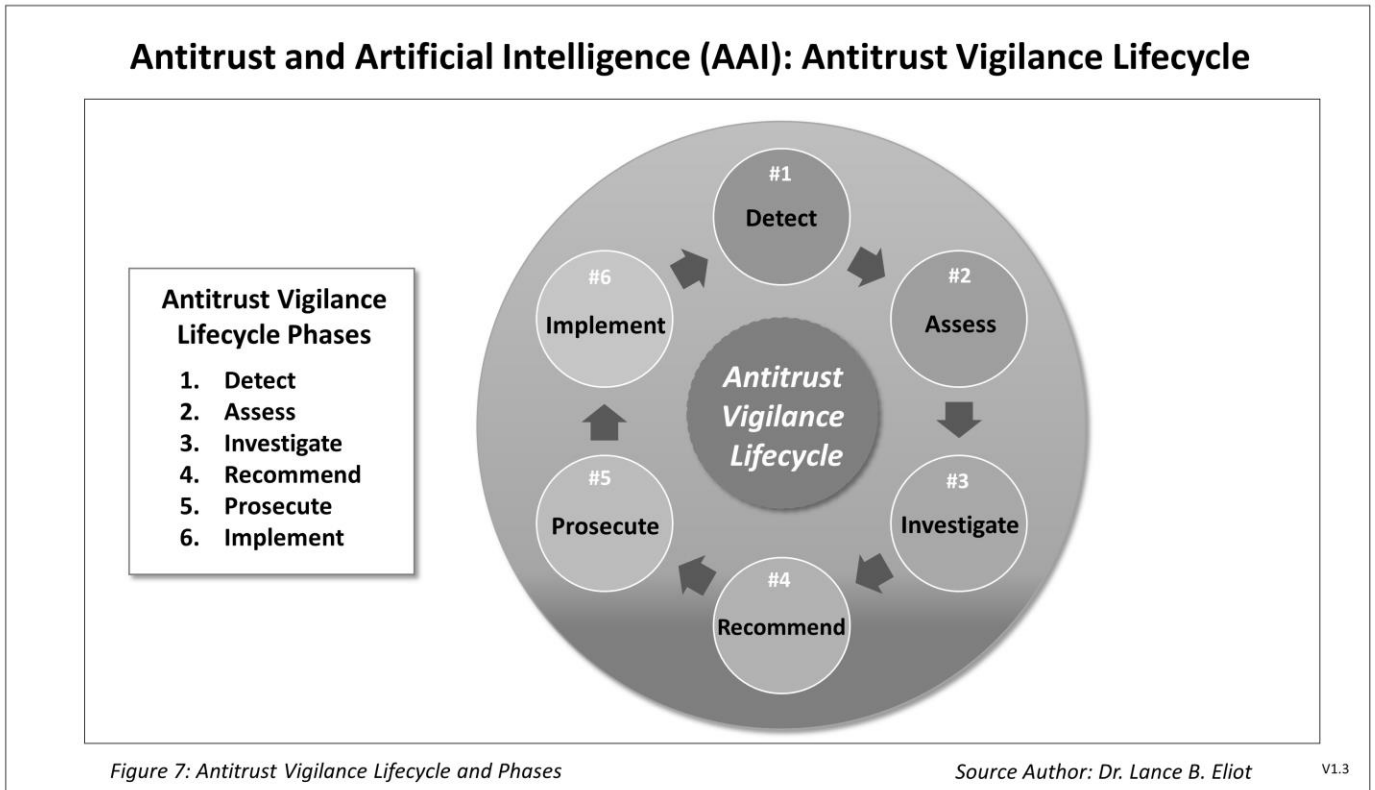 Antitrust and Artificial Intelligence (AAI): Antitrust Vigilance Lifecycle
Antitrust Vigilance
Lifecycle Phases
1. Detect
2. Assess
3. Investigate
4. Recommend
5. Prosecute
6. Implement
#1
Detect
#2
Assess
#3
Investigate
#4
Recommend
#5
Prosecute
#6
Implement
Antitrust
Vigilance
Lifecycle
Figure 7: Antitrust Vigilance Lifecycle and Phases
Source Author: Dr. Lance B. Eliot
V1.3